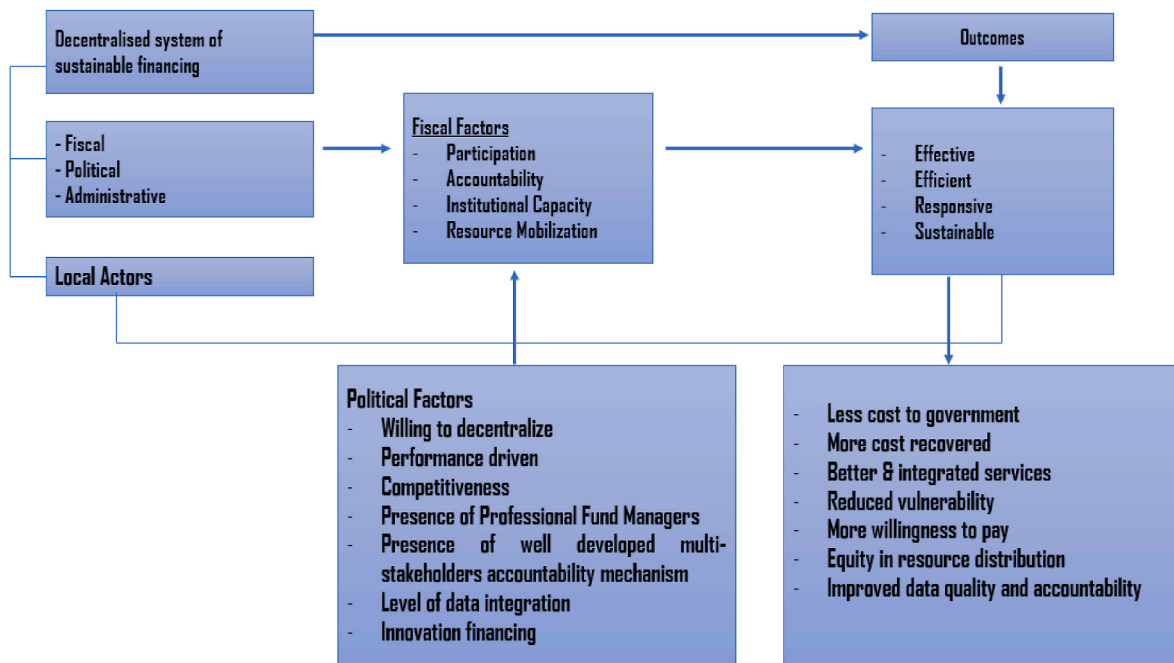 Decentralised system of
sustainable financing
Outcomes
- Fiscal
- Political
- Administrative
Fiscal Factors
- Participation
- Accountability
- Institutional Capacity
- Resource Mobilization
- Effective
- Efficient
- Responsive
- Sustainable
Local Actors
Political Factors
- Willing to decentralize
- Performance driven
- Competitiveness
- Presence of Professional Fund Managers
- Presence of well developed multi-
stakeholders accountability mechanism
- Level of data integration
- Innovation financing
- Less cost to government
- More cost recovered
- Better & integrated services
- Reduced vulnerability
- More willingness to pay
- Equity in resource distribution
- Improved data quality and accountability